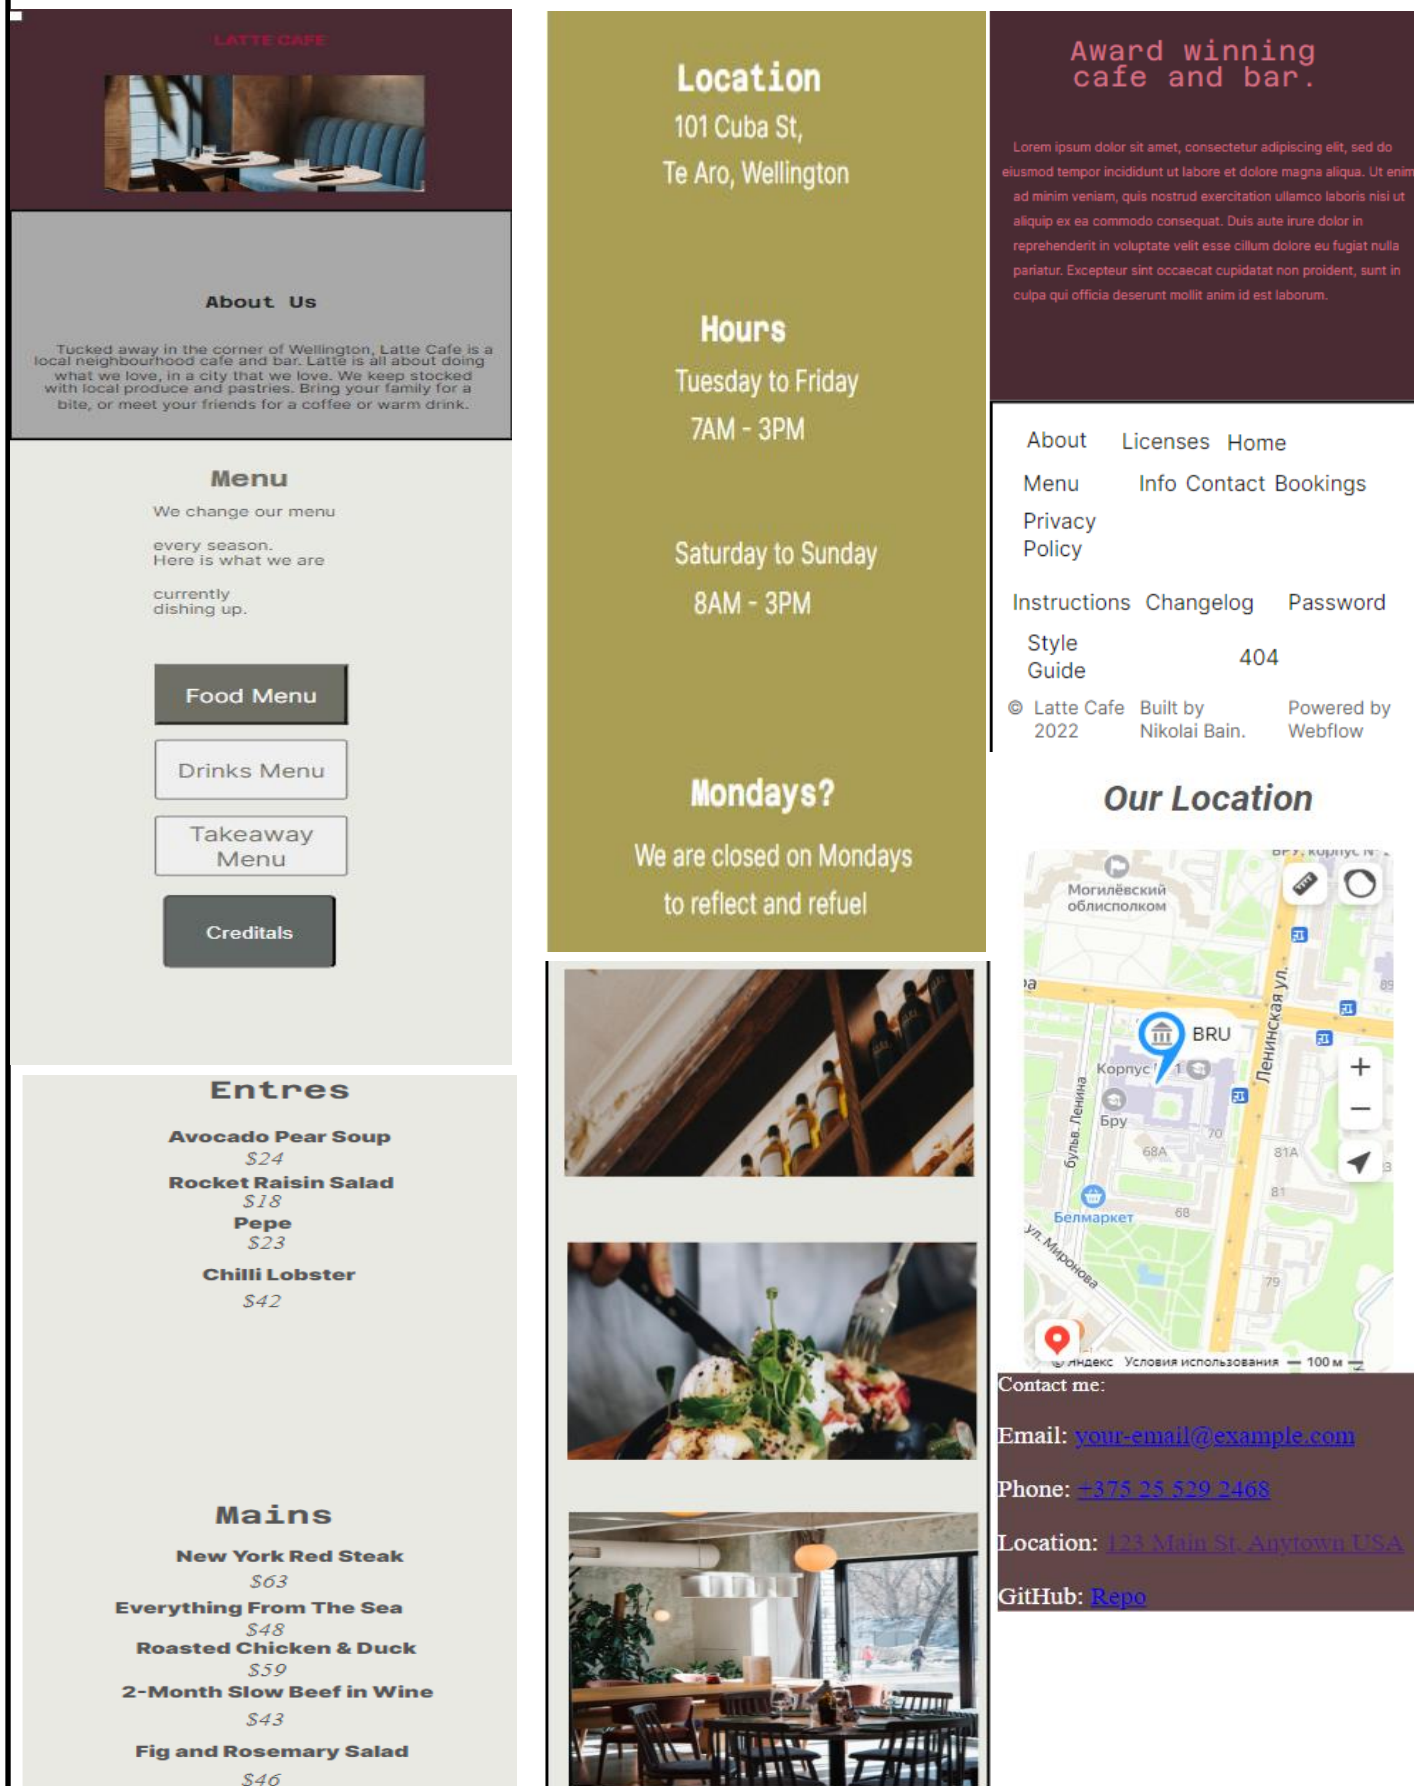 LATTE CAFE
About Us
Tucked away in the corner of Wellington, Latte Cafe is a
local neighbourhood cafe and bar. Latte is all about doing
what we love, in a city that we love. We keep stocked
with local produce and pastries. Bring your family for a
bite, or meet your friends for a coffee or warm drink.
Menu
We change our menu
every season.
Here is what we are
currently
dishing up.
Food Menu
Drinks Menu
Takeaway
Menu
Creditals
Entres
Avocado Pear Soup
$24
Rocket Raisin Salad
$18
Pepe
$23
Chilli Lobster
$42
Mains
New York Red Steak
$63
Everything From The Sea
$48
Roasted Chicken & Duck
$59
2-Month Slow Beef in Wine
$43
Fig and Rosemary Salad
$46
Location
101 Cuba St,
Te Aro, Wellington
Hours
Tuesday to Friday
7AM - 3PM
Saturday to Sunday
8AM - 3PM
Mondays?
We are closed on Mondays
to reflect and refuel
Award winning
cafe and bar.
Lorem ipsum dolor sit amet, consectetur adipiscing elit, sed do
eiusmod tempor incididunt ut labore et dolore magna aliqua. Ut enim
ad minim veniam, quis nostrud exercitation ullamco laboris nisi ut
aliquip ex ea commodo consequat. Duis aute irure dolor in
reprehenderit in voluptate velit esse cillum dolore eu fugiat nulla
pariatur. Excepteur sint occaecat cupidatat non proident, sunt in
culpa qui officia deserunt mollit anim id est laborum.
About Licenses Home
Menu Info Contact Bookings
Privacy
Policy
Instructions Changelog Password
Style
Guide
404
© Latte Cafe
2022
Built by
Nikolai Bain.
Powered by
Webflow
Our Location
БРУ, корпус №
Могилёвский
облисполком
ра
89
Ленинская ул.
BRU
Корпус 1
Бру
бульв. Ленина
70
68А
81А
81
68
Белмаркет
ул. Миронова
79
© Яндекс Условия использования 100 м
Contact me:
Email: your-email@example.com
Phone: +375 25 529 2468
Location: 123 Main St, Anytown USA
GitHub: Repo